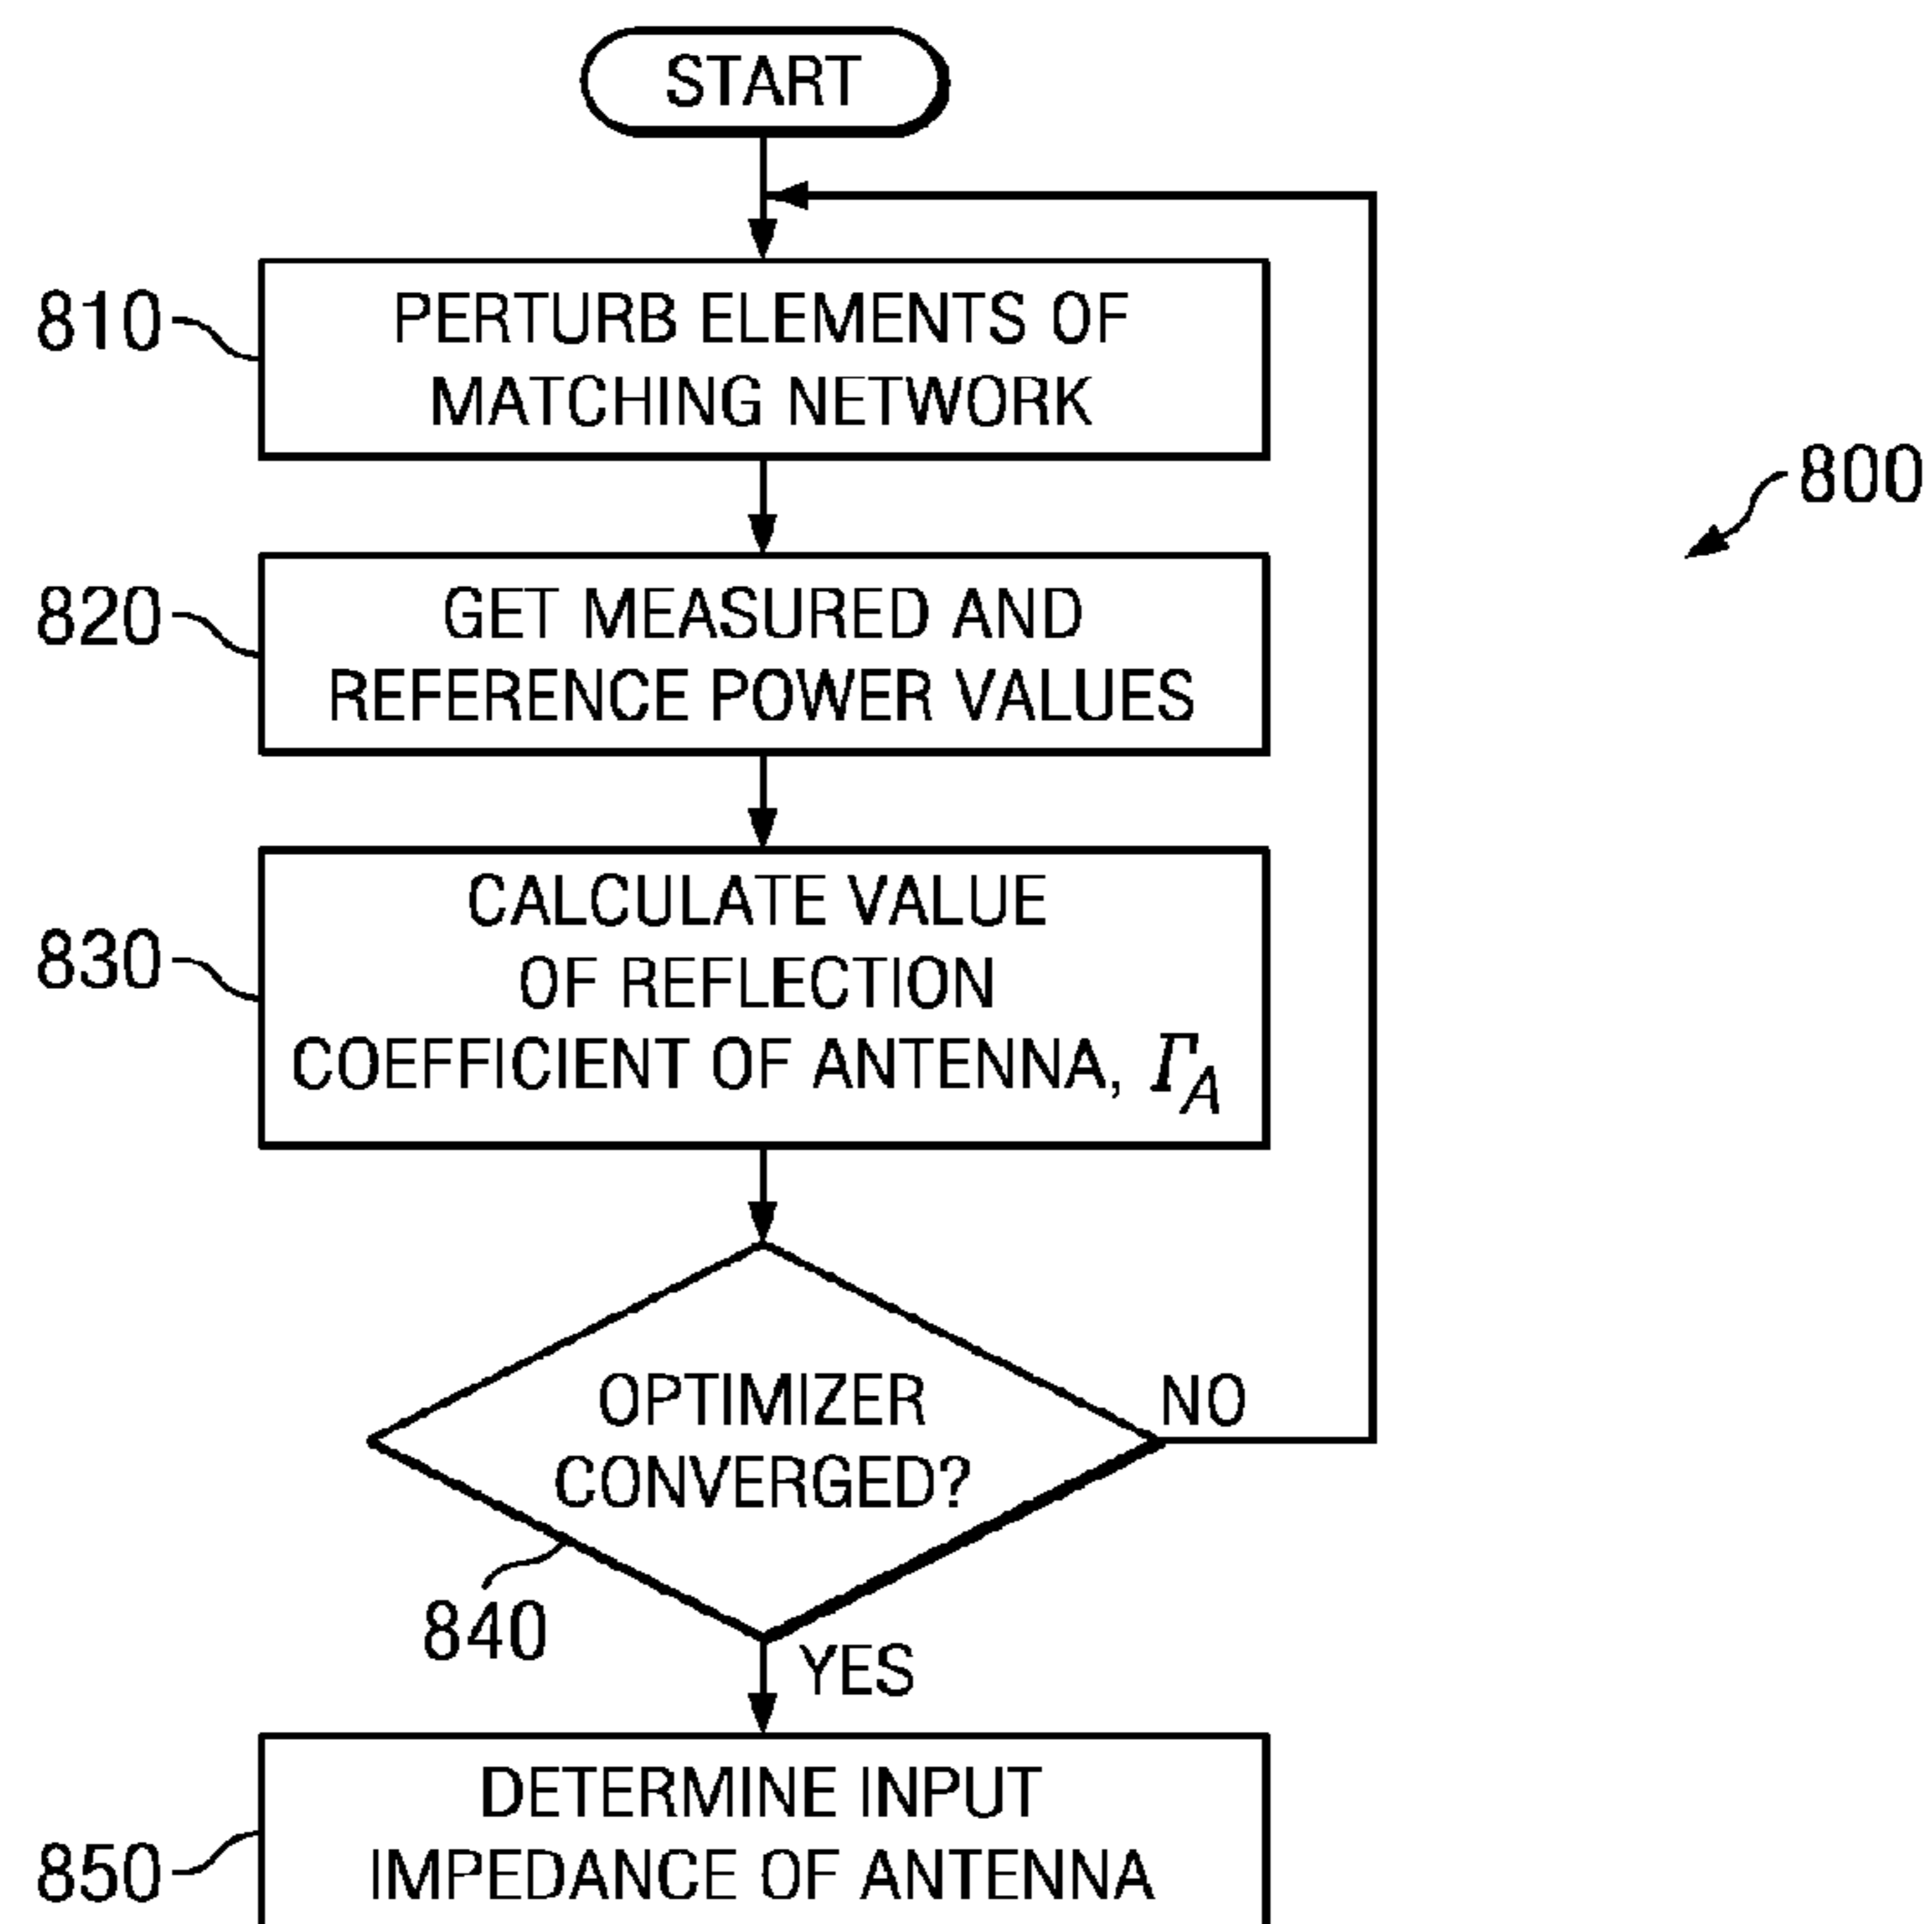 START
810
PERTURB ELEMENTS OF
MATCHING NETWORK
800
820
GET MEASURED AND
REFERENCE POWER VALUES
830
CALCULATE VALUE
OF REFLECTION
COEFFICIENT OF ANTENNA, Γ_A
OPTIMIZER
CONVERGED?
NO
840
YES
850
DETERMINE INPUT
IMPEDANCE OF ANTENNA